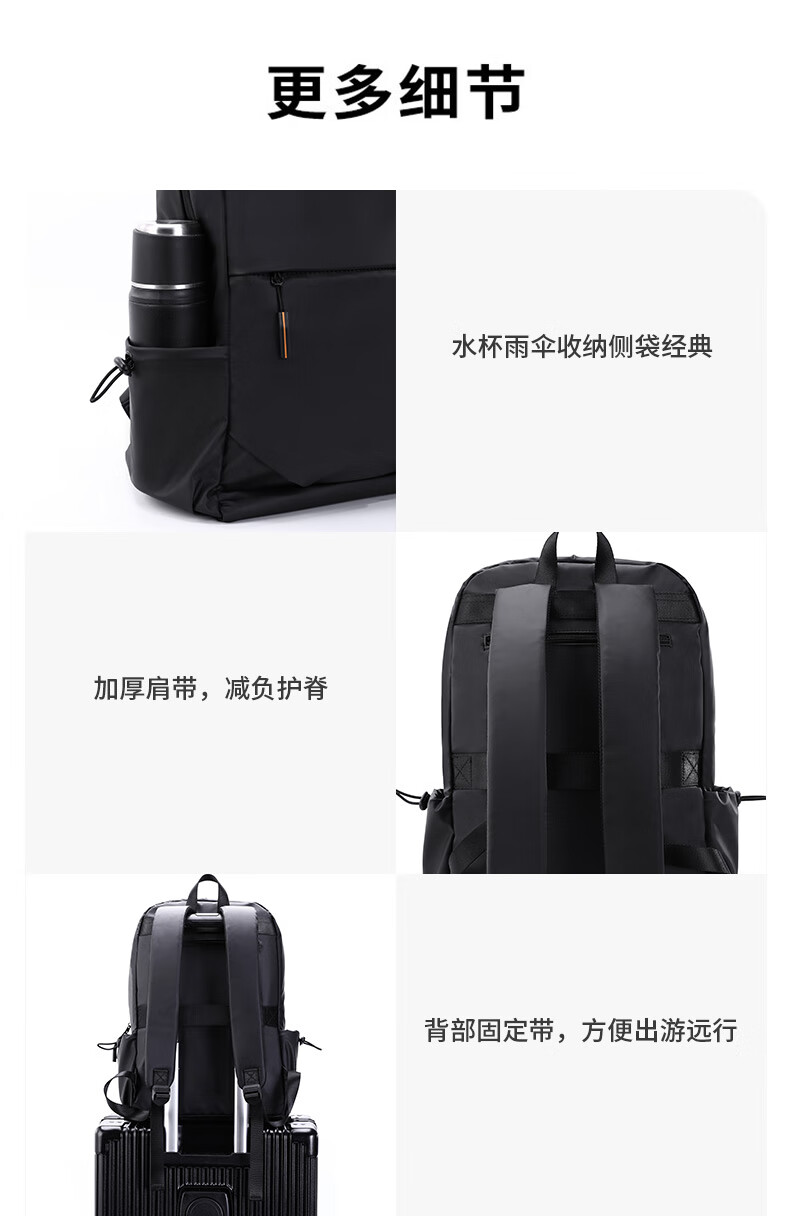 更多细节
水杯雨伞收纳侧袋经典
加厚肩带，减负护脊
背部固定带，方便出游远行